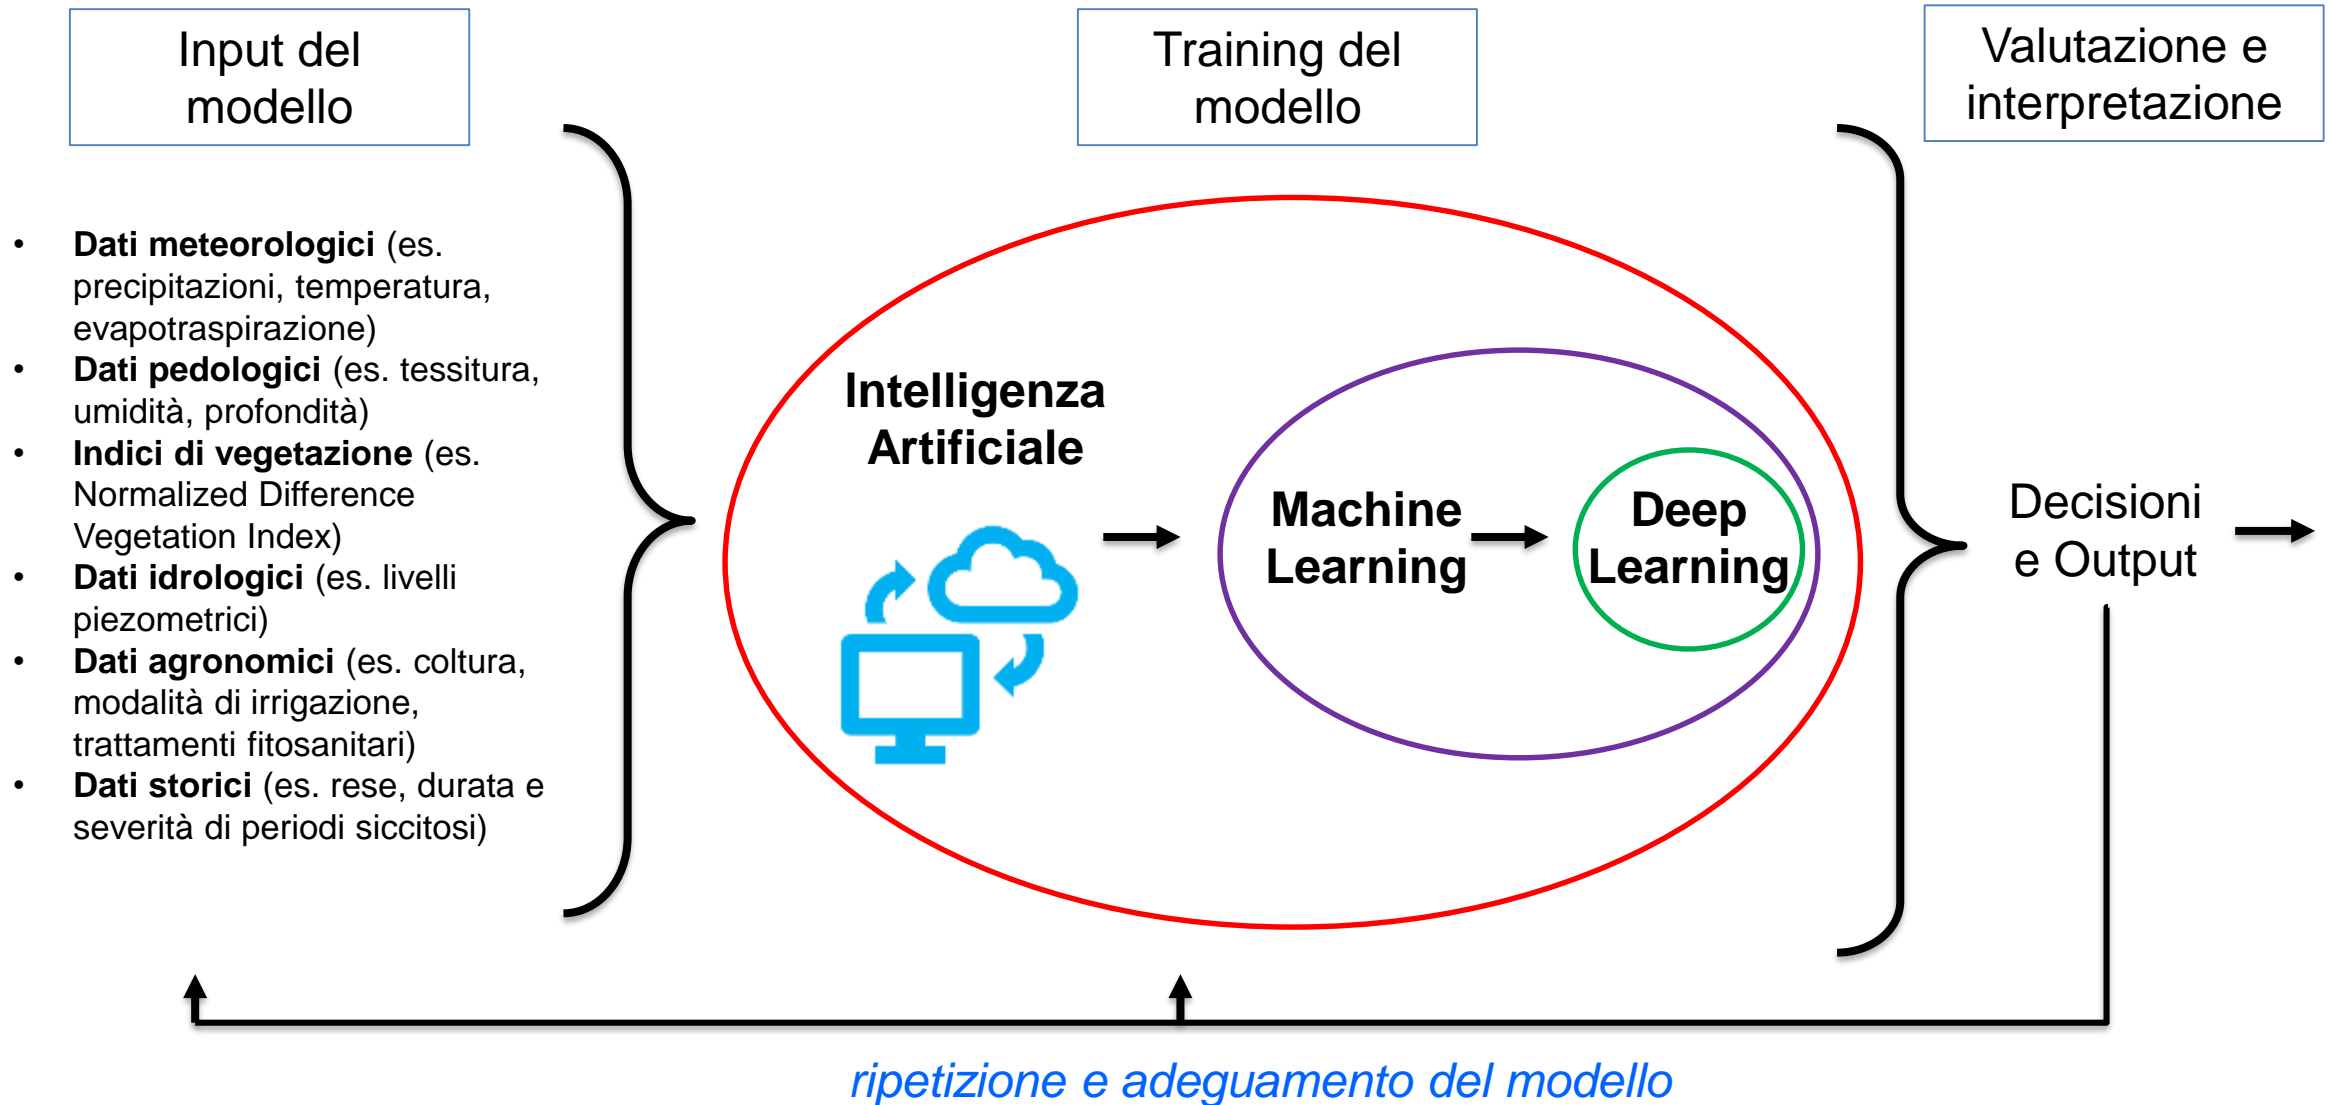 Input del
modello
Training del
modello
Valutazione e
interpretazione
• Dati meteorologici (es.
precipitazioni, temperatura,
evapotraspirazione)
• Dati pedologici (es. tessitura,
umidità, profondità)
• Indici di vegetazione (es.
Normalized Difference
Vegetation Index)
• Dati idrologici (es. livelli
piezometrici)
• Dati agronomici (es. coltura,
modalità di irrigazione,
trattamenti fitosanitari)
• Dati storici (es. rese, durata e
severità di periodi siccitosi)
Intelligenza
Artificiale
Machine
Learning
Deep
Learning
Decisioni
e Output
ripetizione e adeguamento del modello